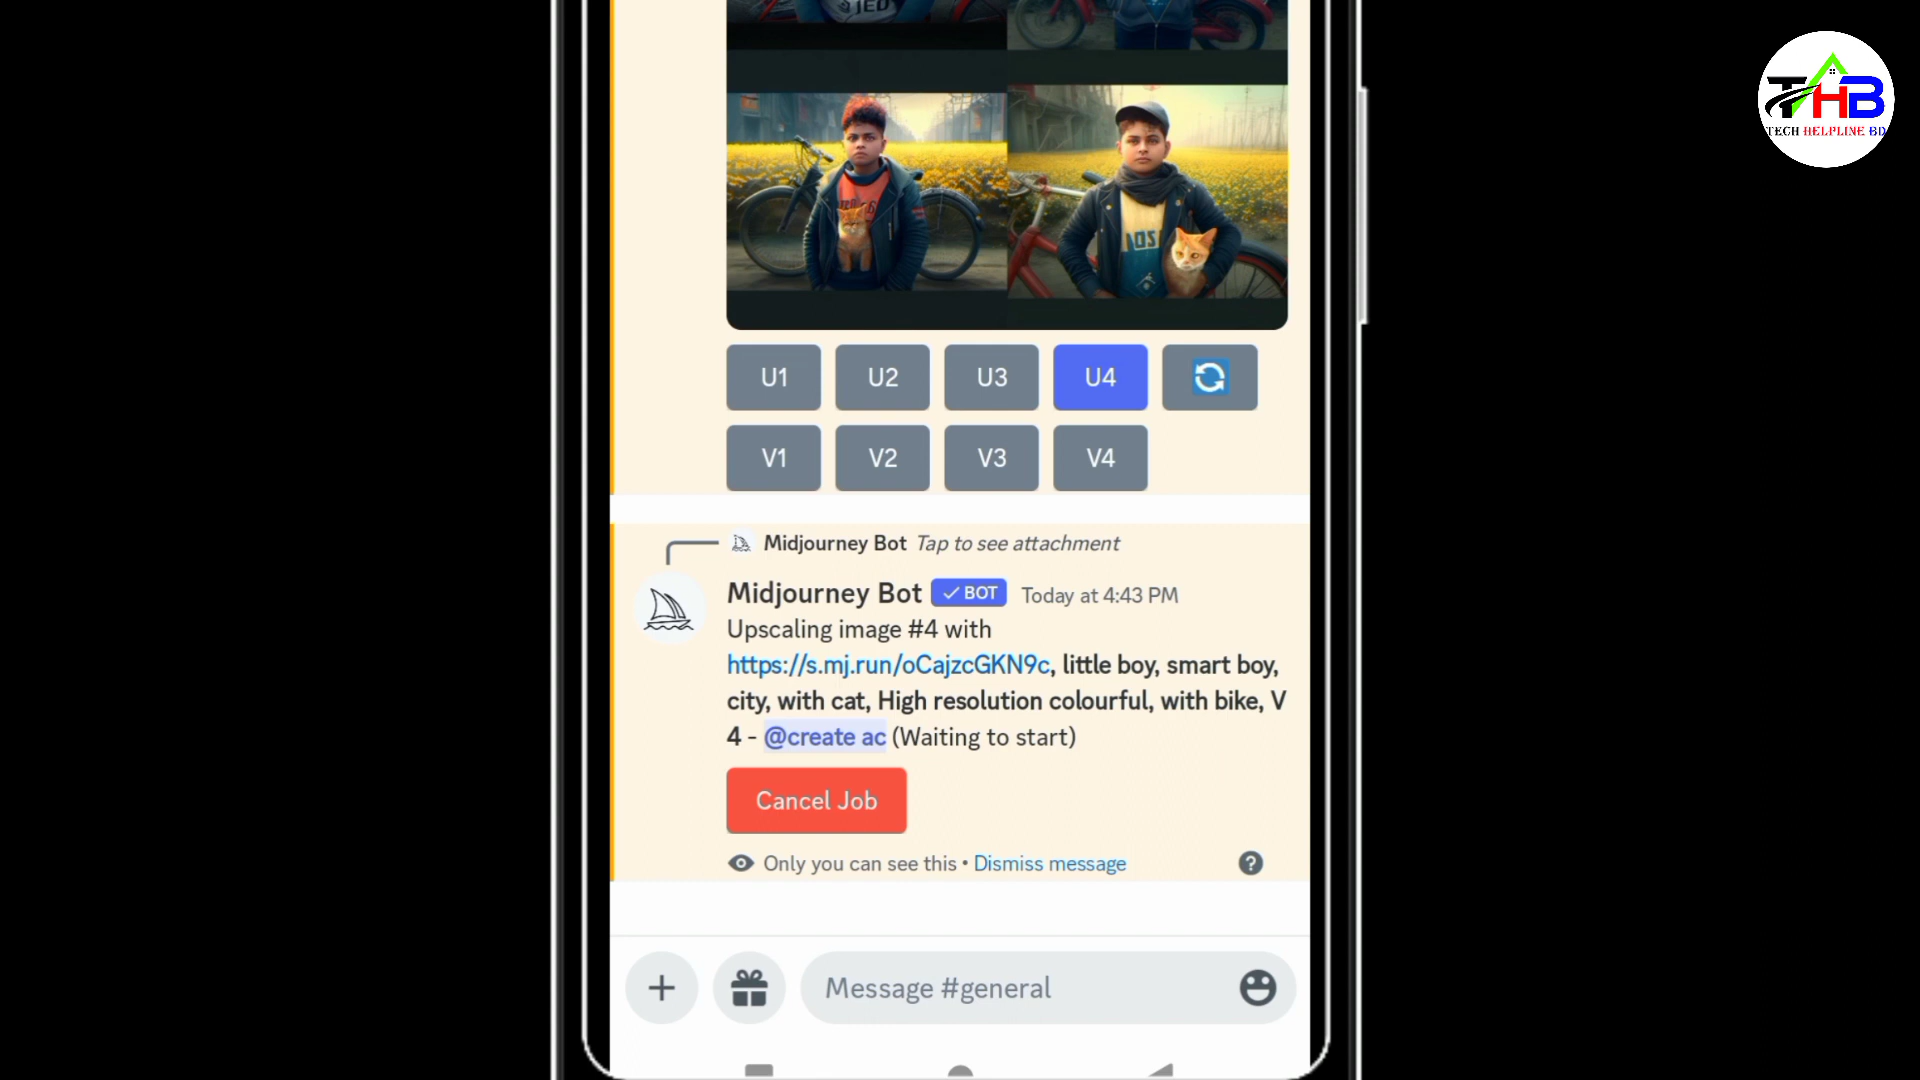 JED
THB
TECH HELPLINE BD
U1 U2 U3 U4
V1 V2 V3 V4
Midjourney Bot Tap to see attachment
Midjourney Bot ✓ BOT Today at 4:43 PM
Upscaling image #4 with
https://s.mj.run/oCajzcGKN9c, little boy, smart boy,
city, with cat, High resolution colourful, with bike, V
4 - @create ac (Waiting to start)
Cancel Job
Only you can see this • Dismiss message
Message #general